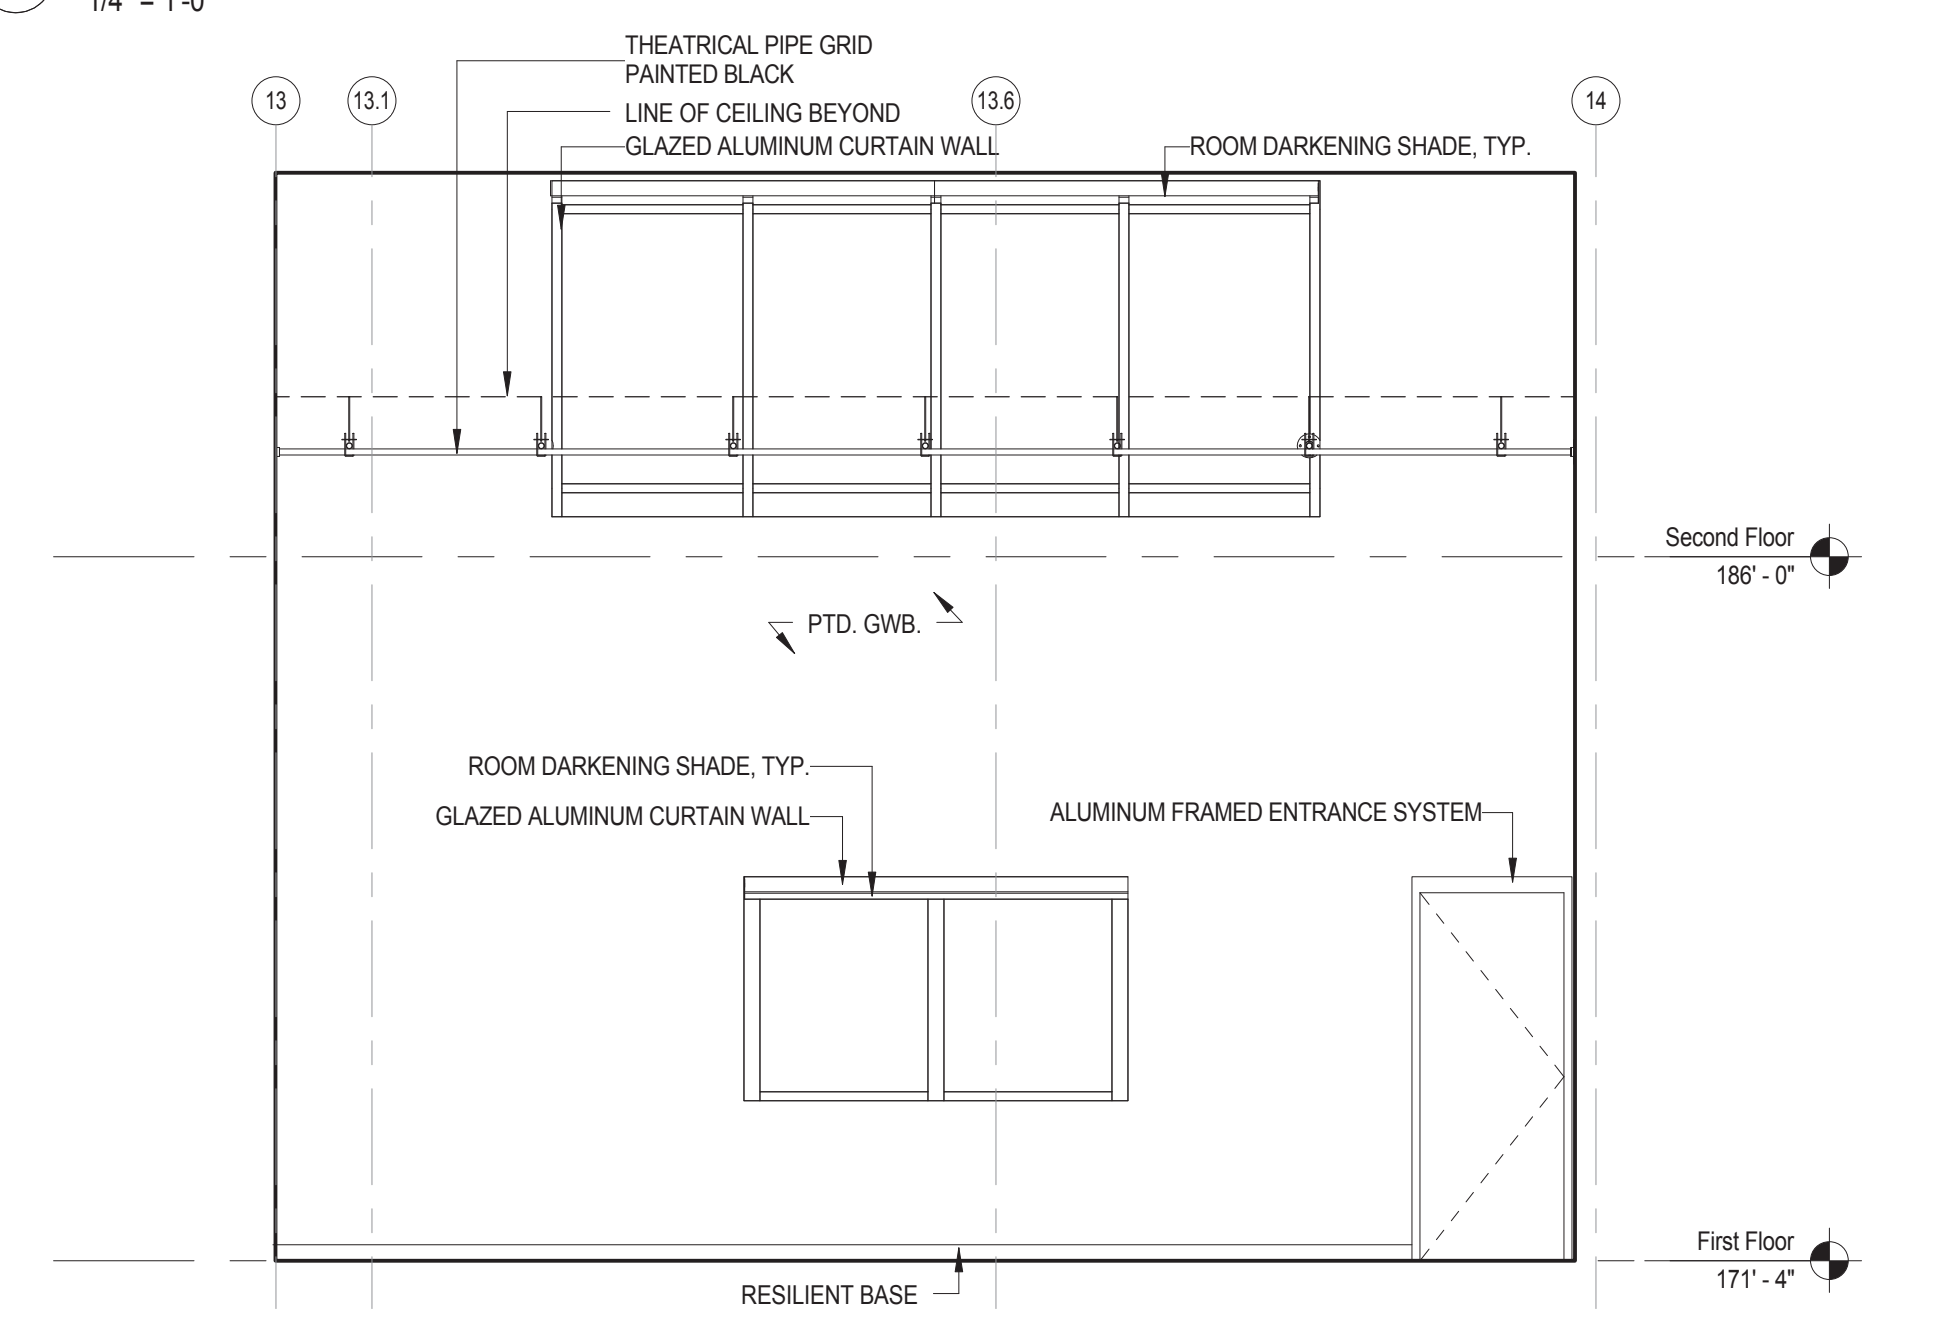 1/4" = 1'-0"
THEATRICAL PIPE GRID
PAINTED BLACK
13
13.1
LINE OF CEILING BEYOND
13.6
14
GLAZED ALUMINUM CURTAIN WALL
ROOM DARKENING SHADE, TYP.
Second Floor
186' - 0"
PTD. GWB.
ROOM DARKENING SHADE, TYP.
GLAZED ALUMINUM CURTAIN WALL
ALUMINUM FRAMED ENTRANCE SYSTEM
First Floor
171' - 4"
RESILIENT BASE